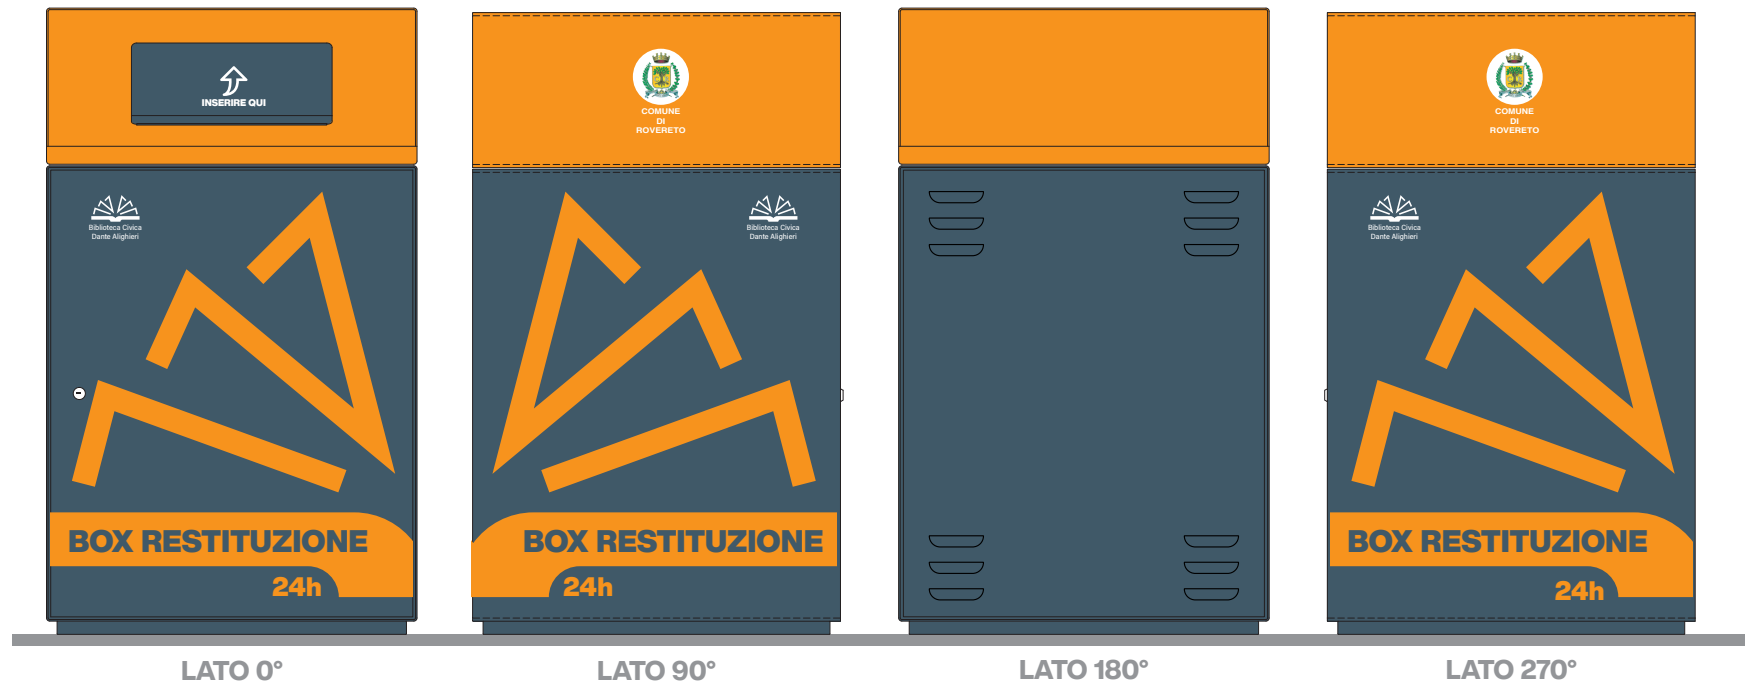 INSERIRE QUI
Biblioteca Civica
Dante Alighieri
BOX RESTITUZIONE
24h
LATO 0°
COMUNE
DI
ROVERETO
Biblioteca Civica
Dante Alighieri
BOX RESTITUZIONE
24h
LATO 90°
LATO 180°
COMUNE
DI
ROVERETO
Biblioteca Civica
Dante Alighieri
BOX RESTITUZIONE
24h
LATO 270°